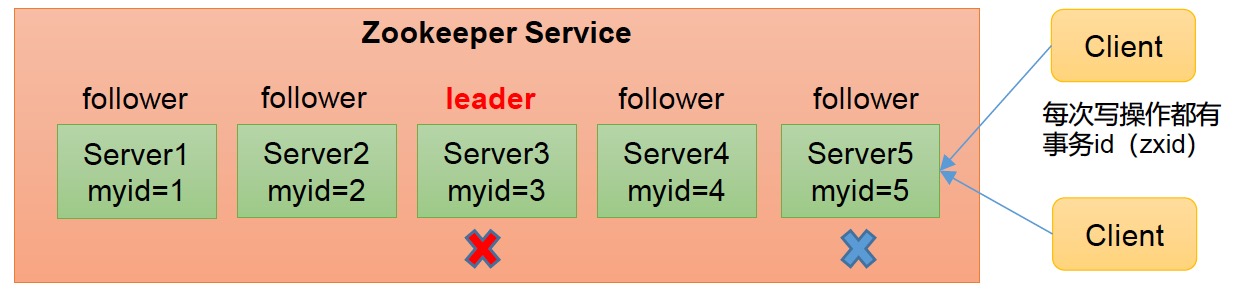 Zookeeper Service
follower
follower
leader
follower
follower
Server1
myid=1
Server2
myid=2
Server3
myid=3
Server4
myid=4
Server5
myid=5
Client
每次写操作都有
事务id（zxid）
Client